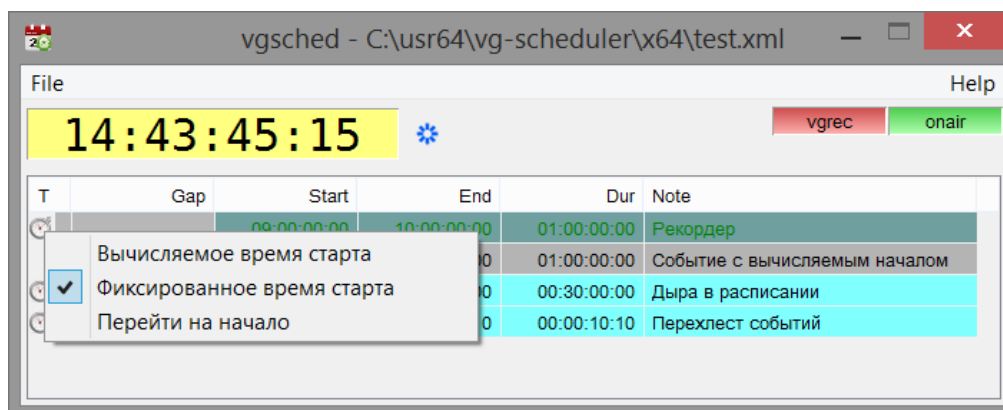 vgsched - C:\usr64\vg-scheduler\x64\test.xml
File Help
14:43:45:15 vgrec onair
T Gap Start End Dur Note
09:00:00:00 10:00:00:00 01:00:00:00 Рекордер
Вычисляемое время старта 01:00:00:00 Событие с вычисляемым началом
Фиксированное время старта 00:30:00:00 Дыра в расписании
Перейти на начало 00:00:10:10 Перехлест событий